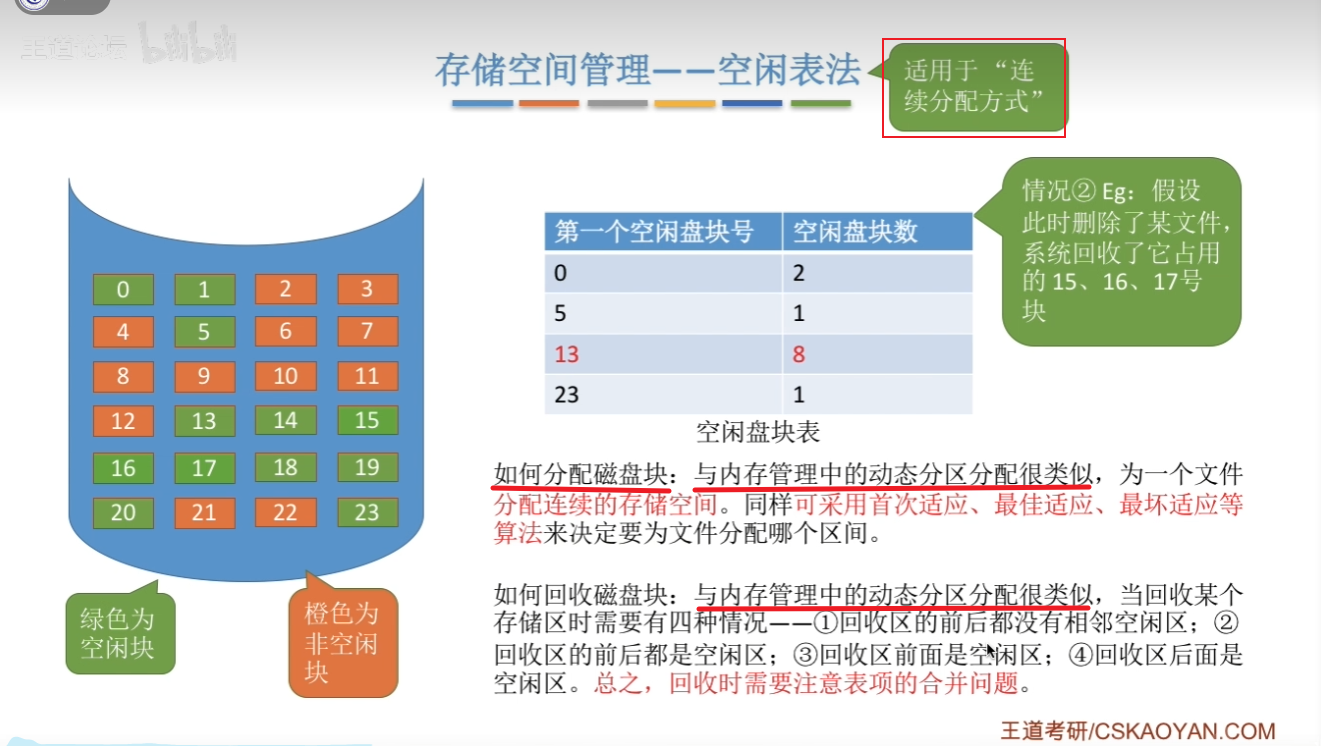 王道论坛 bilibili
存储空间管理——空闲表法
适用于 “连
续分配方式”
情况② Eg：假设
此时删除了某文件，
系统回收了它占用
的 15、16、17号
块
第一个空闲盘块号 空闲盘块数
0 2
5 1
13 8
23 1
空闲盘块表
0 1 2 3
4 5 6 7
8 9 10 11
12 13 14 15
16 17 18 19
20 21 22 23
绿色为
空闲块
橙色为
非空闲
块
如何分配磁盘块：与内存管理中的动态分区分配很类似，为一个文件
分配连续的存储空间。同样可采用首次适应、最佳适应、最坏适应等
算法来决定要为文件分配哪个区间。
如何回收磁盘块：与内存管理中的动态分区分配很类似，当回收某个
存储区时需要有四种情况——①回收区的前后都没有相邻空闲区；②
回收区的前后都是空闲区；③回收区前面是空闲区；④回收区后面是
空闲区。总之，回收时需要注意表项的合并问题。
王道考研/CSKAOYAN.COM